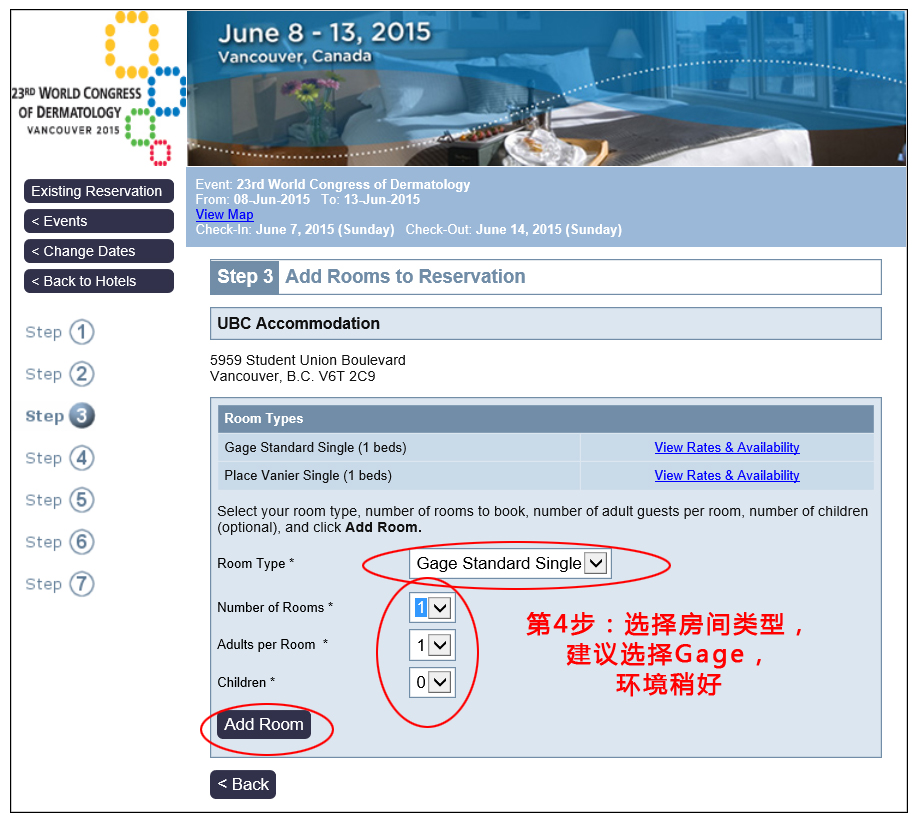 June 8 - 13, 2015
Vancouver, Canada
23RD WORLD CONGRESS
OF DERMATOLOGY
VANCOUVER 2015
Existing Reservation
< Events
< Change Dates
< Back to Hotels
Step 1
Step 2
Step 3
Step 4
Step 5
Step 6
Step 7
Event: 23rd World Congress of Dermatology
From: 08-Jun-2015 To: 13-Jun-2015
View Map
Check-In: June 7, 2015 (Sunday) Check-Out: June 14, 2015 (Sunday)
Step 3 Add Rooms to Reservation
UBC Accommodation
5959 Student Union Boulevard
Vancouver, B.C. V6T 2C9
Room Types
Gage Standard Single (1 beds) View Rates & Availability
Place Vanier Single (1 beds) View Rates & Availability
Select your room type, number of rooms to book, number of adult guests per room, number of children
(optional), and click Add Room.
Room Type * Gage Standard Single
Number of Rooms * 1
Adults per Room * 1
Children * 0
第4步：选择房间类型，
建议选择Gage，
环境稍好
Add Room
< Back